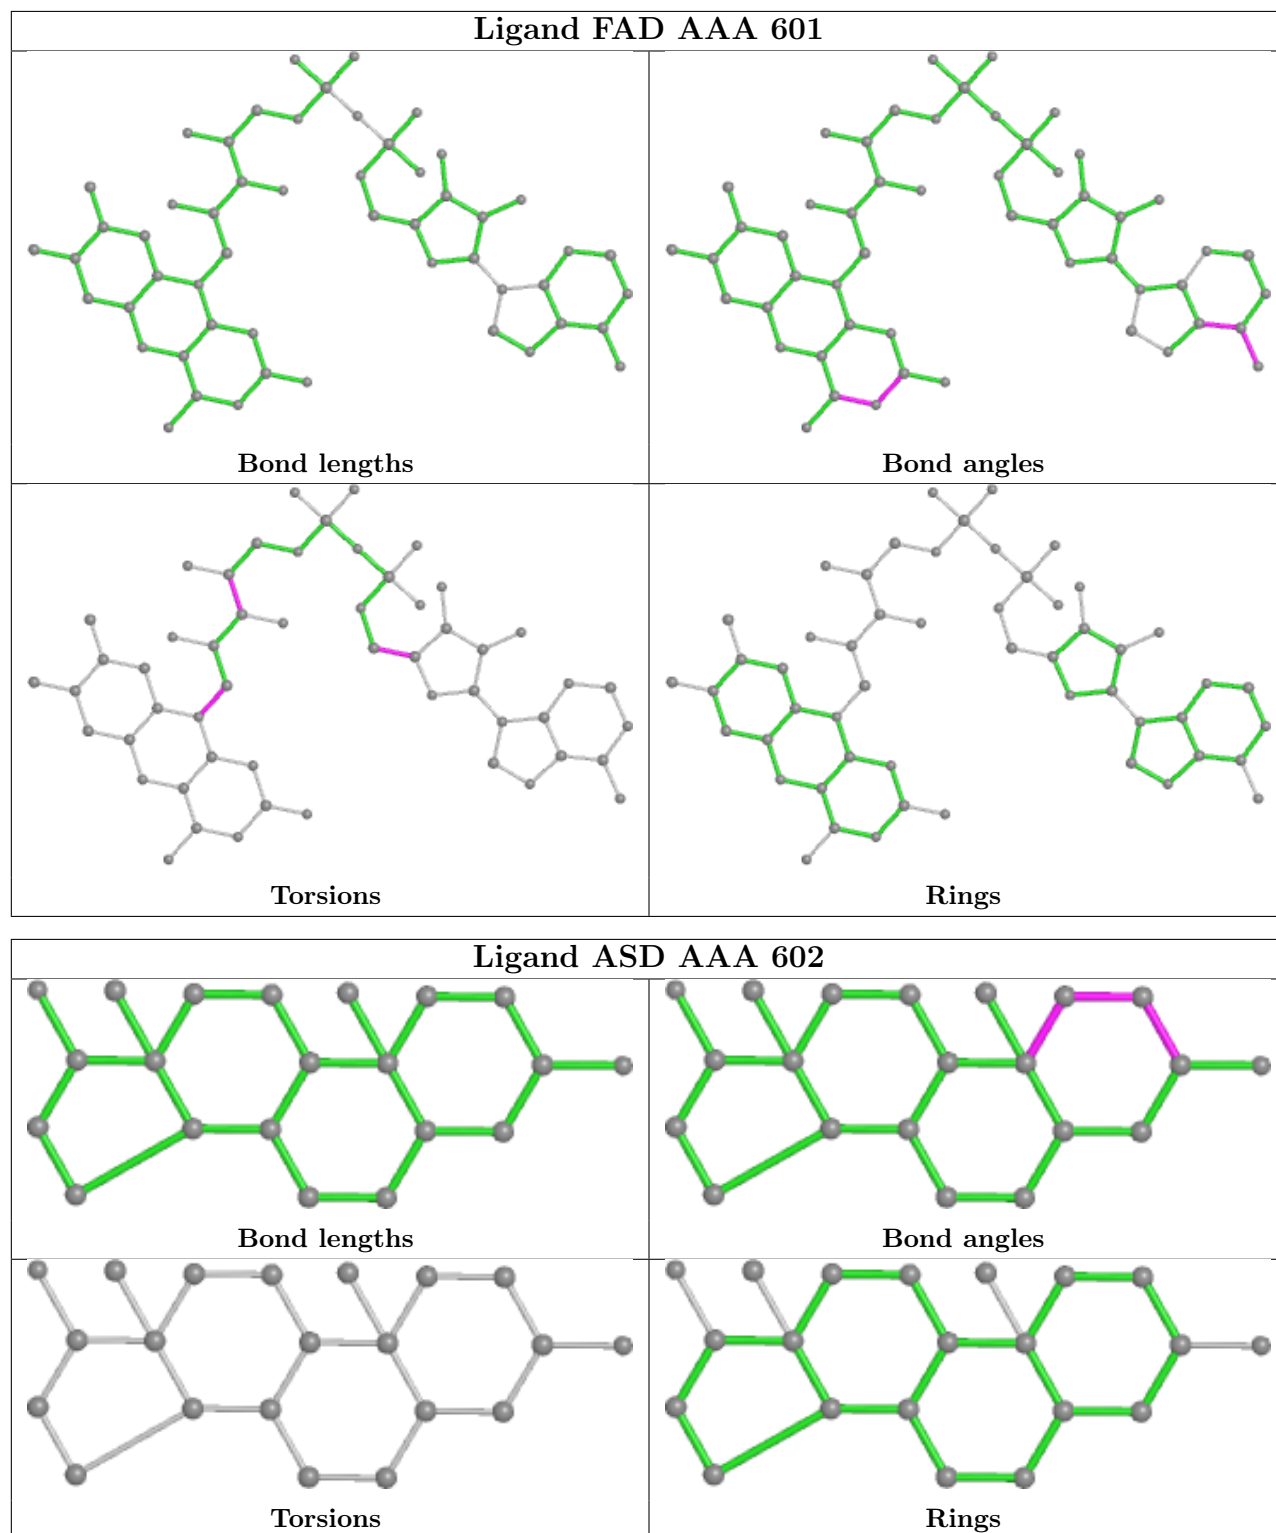 Ligand FAD AAA 601
Bond lengths
Bond angles
Torsions
Rings
Ligand ASD AAA 602
Bond lengths
Bond angles
Torsions
Rings